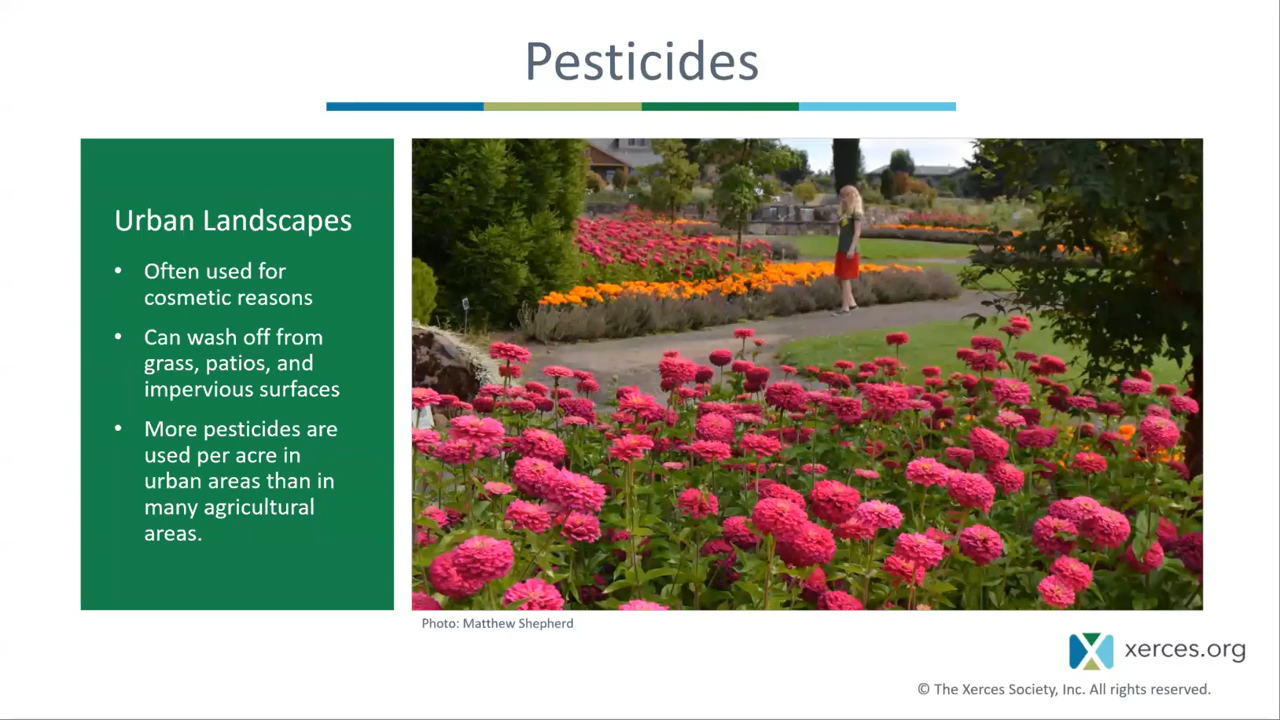 Pesticides
Urban Landscapes
• Often used for
cosmetic reasons
• Can wash off from
grass, patios, and
impervious surfaces
• More pesticides are
used per acre in
urban areas than in
many agricultural
areas.
Photo: Matthew Shepherd
xerces.org
© The Xerces Society, Inc. All rights reserved.